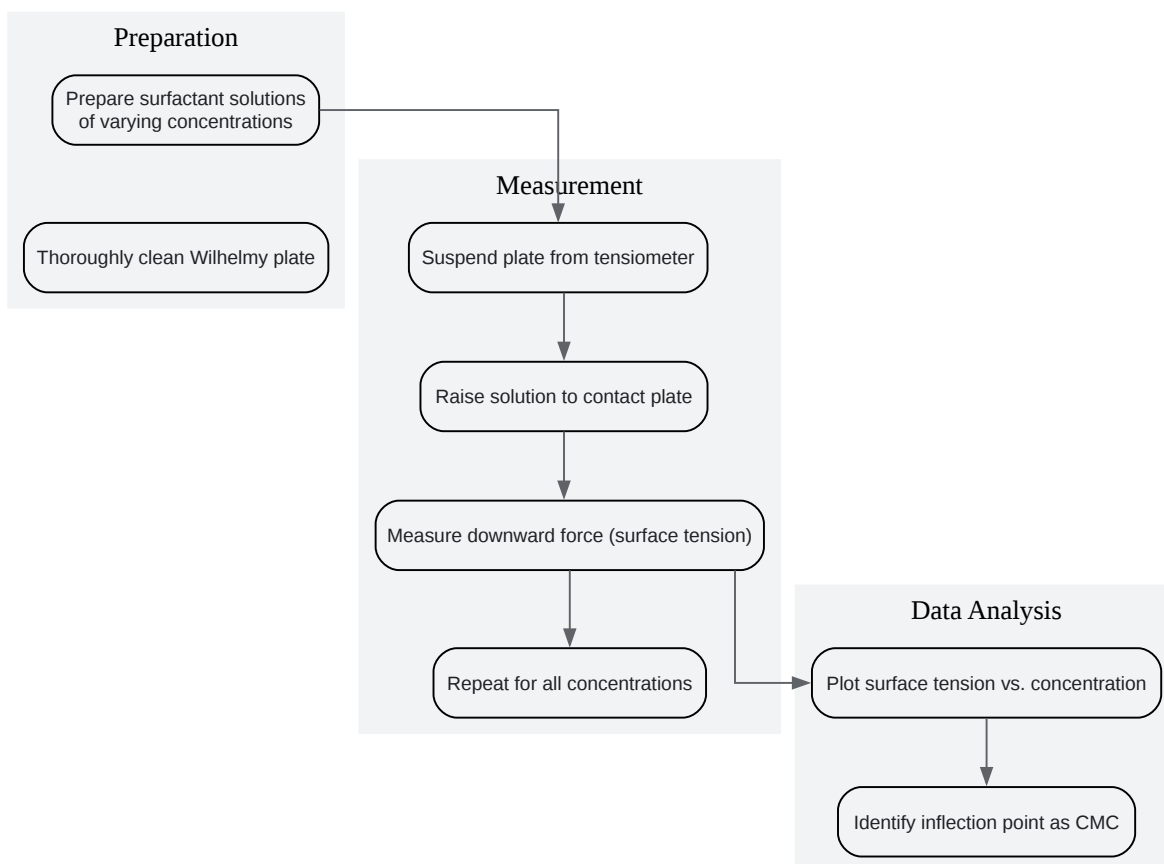 Preparation
Prepare surfactant solutions
of varying concentrations
Thoroughly clean Wilhelmy plate
Measurement
Suspend plate from tensiometer
Raise solution to contact plate
Measure downward force (surface tension)
Repeat for all concentrations
Data Analysis
Plot surface tension vs. concentration
Identify inflection point as CMC